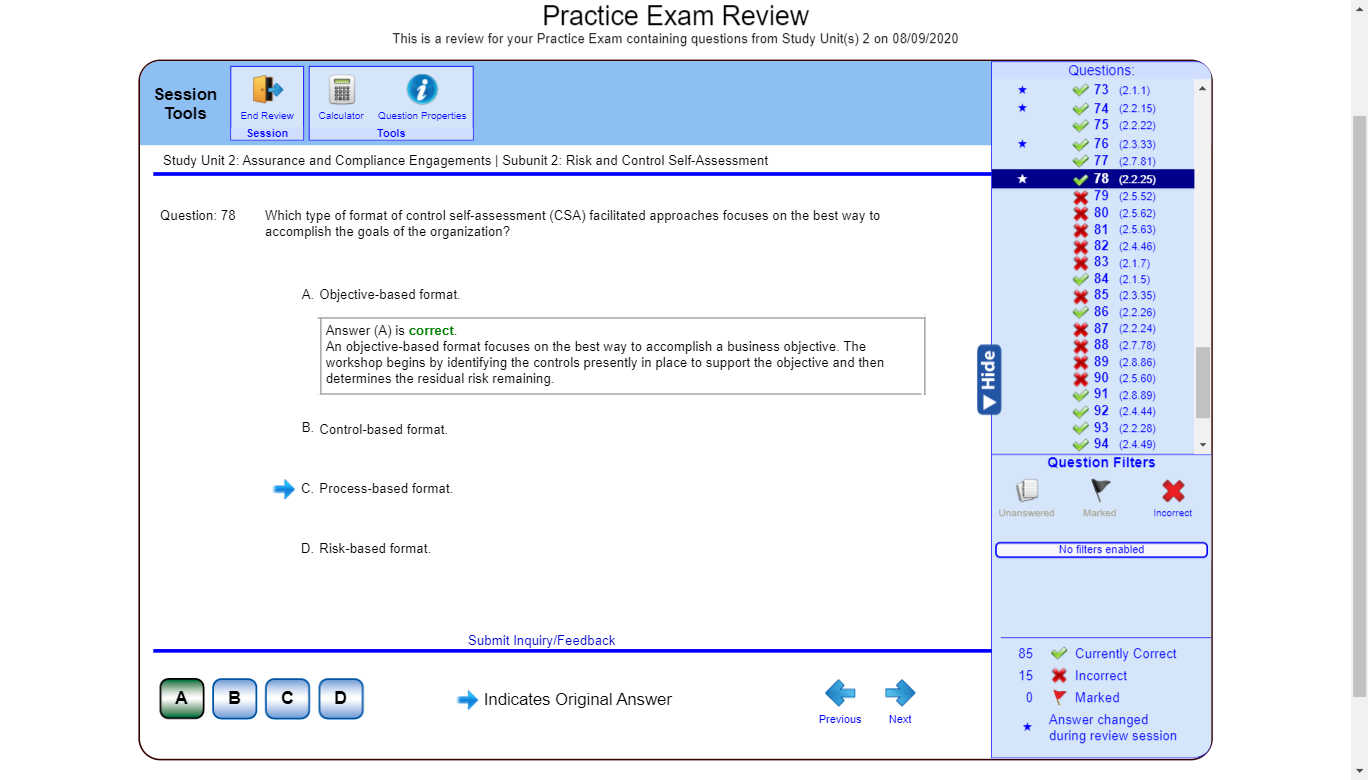 Practice Exam Review
This is a review for your Practice Exam containing questions from Study Unit(s) 2 on 08/09/2020
Session
Tools
End Review
Session
Calculator
Question Properties
Tools
Study Unit 2: Assurance and Compliance Engagements | Subunit 2: Risk and Control Self-Assessment
Question: 78
Which type of format of control self-assessment (CSA) facilitated approaches focuses on the best way to
accomplish the goals of the organization?
A. Objective-based format.
Answer (A) is correct.
An objective-based format focuses on the best way to accomplish a business objective. The
workshop begins by identifying the controls presently in place to support the objective and then
determines the residual risk remaining.
B. Control-based format.
C. Process-based format.
D. Risk-based format.
Submit Inquiry/Feedback
A B C D
Indicates Original Answer
Previous
Next
Hide
Questions:
73 (2.1.1)
74 (2.2.15)
75 (2.2.22)
76 (2.3.33)
77 (2.7.81)
78 (2.2.25)
79 (2.5.52)
80 (2.5.62)
81 (2.5.63)
82 (2.4.46)
83 (2.1.7)
84 (2.1.5)
85 (2.3.35)
86 (2.2.26)
87 (2.2.24)
88 (2.7.78)
89 (2.8.86)
90 (2.5.60)
91 (2.8.89)
92 (2.4.44)
93 (2.2.28)
94 (2.4.49)
Question Filters
Unanswered
Marked
Incorrect
No filters enabled
85 Currently Correct
15 Incorrect
0 Marked
Answer changed
during review session